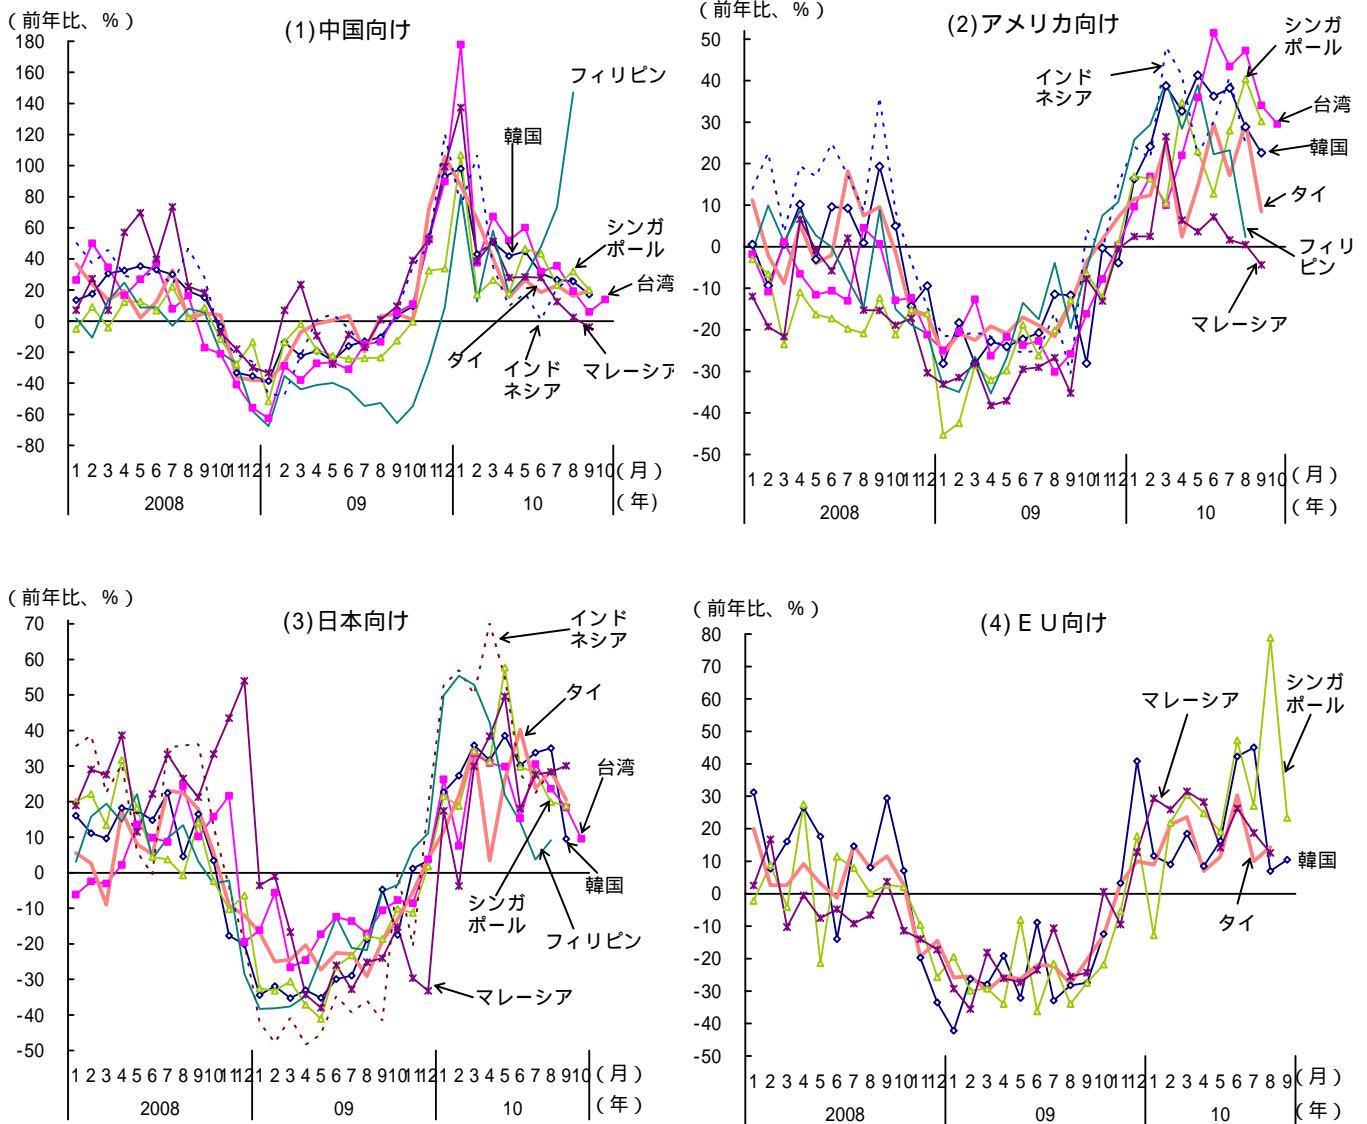 (前年比、%)
(1)中国向け
180
160
140
120
100
80
60
40
20
0
-20
-40
-60
-80
フィリピン
韓国
シンガ
ポール
台湾
タイ
インド
ネシア
マレーシア
1 2 3 4 5 6 7 8 9 10 11 12 1 2 3 4 5 6 7 8 9 10 11 12 1 2 3 4 5 6 7 8 9 10 (月)
2008 09 10 (年)
(前年比、%)
(2)アメリカ向け
50
40
30
20
10
0
-10
-20
-30
-40
-50
インド
ネシア
シンガ
ポール
台湾
韓国
タイ
フィリ
ピン
マレーシア
1 2 3 4 5 6 7 8 9 10 11 12 1 2 3 4 5 6 7 8 9 10 11 12 1 2 3 4 5 6 7 8 9 10 (月)
2008 09 10 (年)
(前年比、%)
(3)日本向け
70
60
50
40
30
20
10
0
-10
-20
-30
-40
-50
インド
ネシア
タイ
台湾
韓国
シンガ
ポール
フィリピン
マレーシア
1 2 3 4 5 6 7 8 9 10 11 12 1 2 3 4 5 6 7 8 9 10 11 12 1 2 3 4 5 6 7 8 9 10 (月)
2008 09 10 (年)
(前年比、%)
(4)EU向け
80
70
60
50
40
30
20
10
0
-10
-20
-30
-40
-50
マレーシア
シンガ
ポール
韓国
タイ
1 2 3 4 5 6 7 8 9 10 11 12 1 2 3 4 5 6 7 8 9 10 11 12 1 2 3 4 5 6 7 8 9 (月)
2008 09 10 (年)